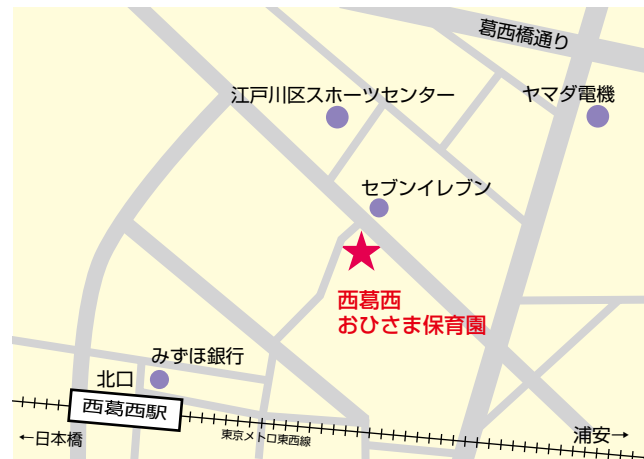 葛西橋通り
江戸川区スポーツセンター
ヤマダ電機
セブンイレブン
西葛西
おひさま保育園
みずほ銀行
北口
西葛西駅
東京メトロ東西線
←日本橋
浦安→